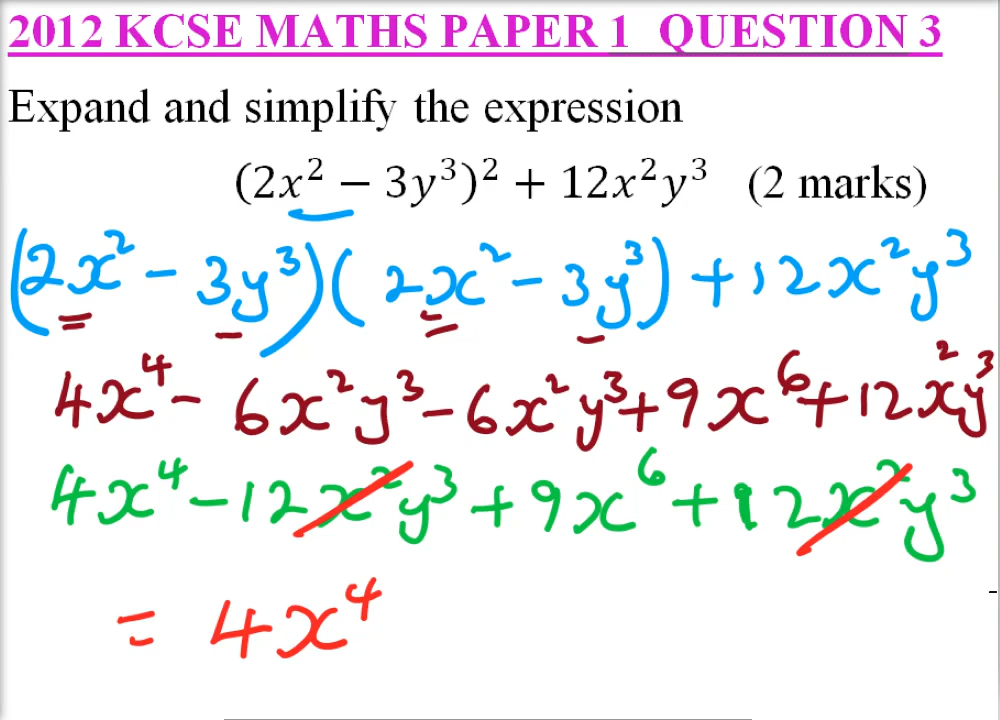 2012 KCSE MATHS PAPER 1 QUESTION 3
Expand and simplify the expression
(2x² − 3y³)² + 12x²y³ (2 marks)
(2x² − 3y³)(2x² − 3y³) + 12x²y³
4x⁴ − 6x²y³ − 6x²y³ + 9x⁶ + 12x²y³
4x⁴ − 12x²y³ + 9x⁶ + 12x²y³
= 4x⁴